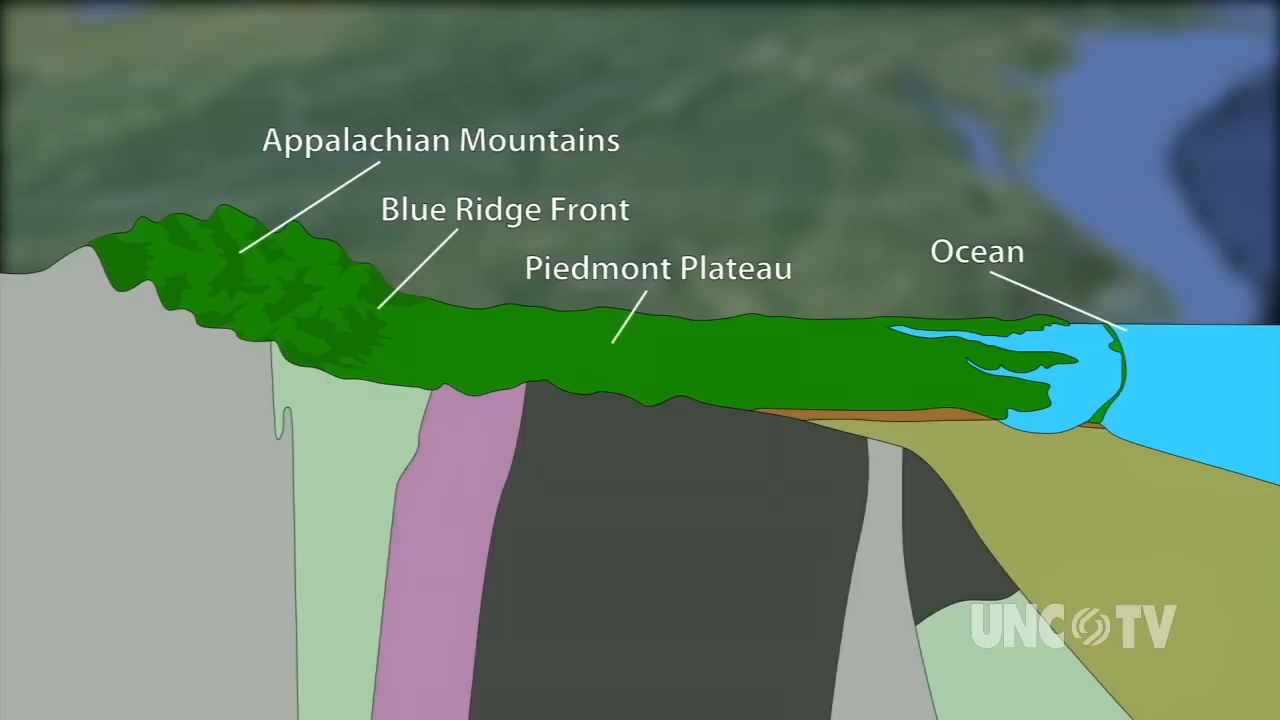 Appalachian Mountains
Blue Ridge Front
Piedmont Plateau
Ocean
UNC TV